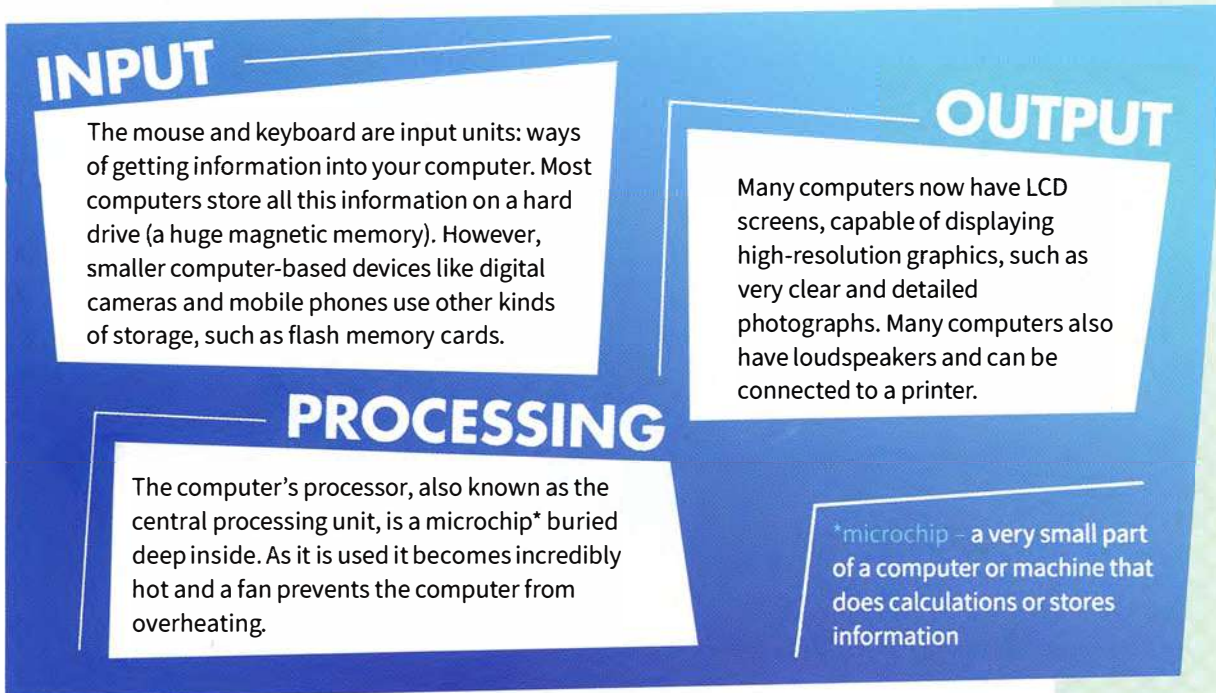 INPUT
The mouse and keyboard are input units: ways
of getting information into your computer. Most
computers store all this information on a hard
drive (a huge magnetic memory). However,
smaller computer-based devices like digital
cameras and mobile phones use other kinds
of storage, such as flash memory cards.
OUTPUT
Many computers now have LCD
screens, capable of displaying
high-resolution graphics, such as
very clear and detailed
photographs. Many computers also
have loudspeakers and can be
connected to a printer.
PROCESSING
The computer's processor, also known as the
central processing unit, is a microchip* buried
deep inside. As it is used it becomes incredibly
hot and a fan prevents the computer from
overheating.
*microchip – a very small part
of a computer or machine that
does calculations or stores
information